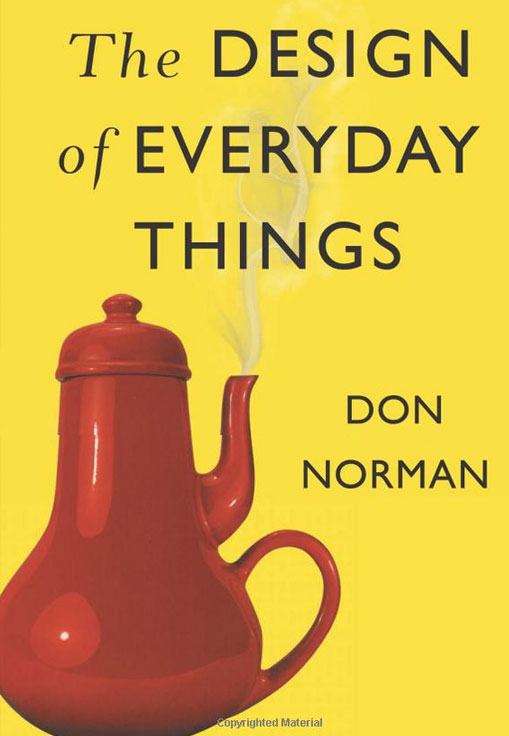 The DESIGN
of EVERYDAY
THINGS
DON
NORMAN
Copyrighted Material